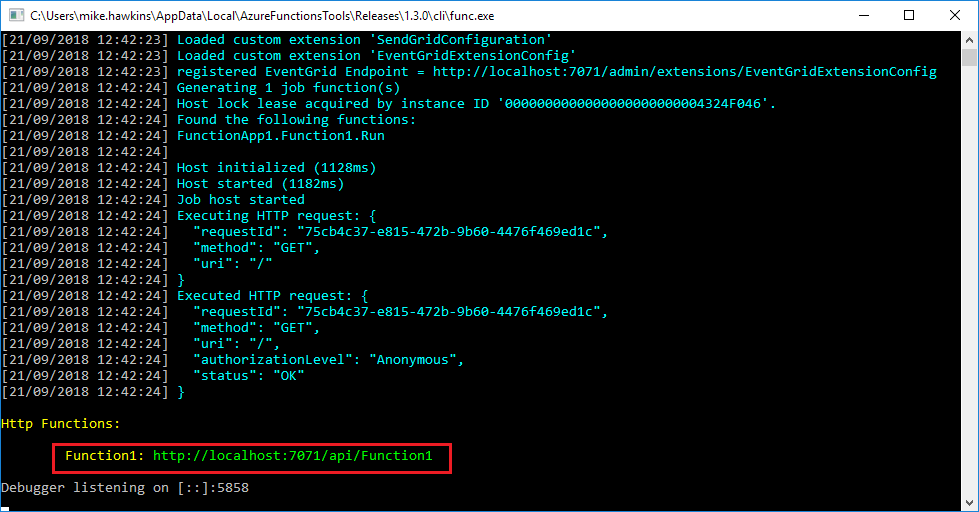 C:\Users\mike.hawkins\AppData\Local\AzureFunctionsTools\Releases\1.3.0\cli\func.exe
[21/09/2018 12:42:23] Loaded custom extension 'SendGridConfiguration'
[21/09/2018 12:42:23] Loaded custom extension 'EventGridExtensionConfig'
[21/09/2018 12:42:23] registered EventGrid Endpoint = http://localhost:7071/admin/extensions/EventGridExtensionConfig
[21/09/2018 12:42:24] Generating 1 job function(s)
[21/09/2018 12:42:24] Host lock lease acquired by instance ID '0000000000000000000000004324F046'.
[21/09/2018 12:42:24] Found the following functions:
[21/09/2018 12:42:24] FunctionApp1.Function1.Run
[21/09/2018 12:42:24]
[21/09/2018 12:42:24] Host initialized (1128ms)
[21/09/2018 12:42:24] Host started (1182ms)
[21/09/2018 12:42:24] Job host started
[21/09/2018 12:42:24] Executing HTTP request: {
[21/09/2018 12:42:24]   "requestId": "75cb4c37-e815-472b-9b60-4476f469ed1c",
[21/09/2018 12:42:24]   "method": "GET",
[21/09/2018 12:42:24]   "uri": "/"
[21/09/2018 12:42:24] }
[21/09/2018 12:42:24] Executed HTTP request: {
[21/09/2018 12:42:24]   "requestId": "75cb4c37-e815-472b-9b60-4476f469ed1c",
[21/09/2018 12:42:24]   "method": "GET",
[21/09/2018 12:42:24]   "uri": "/",
[21/09/2018 12:42:24]   "authorizationLevel": "Anonymous",
[21/09/2018 12:42:24]   "status": "OK"
[21/09/2018 12:42:24] }
Http Functions:
Function1: http://localhost:7071/api/Function1
Debugger listening on [::]:5858